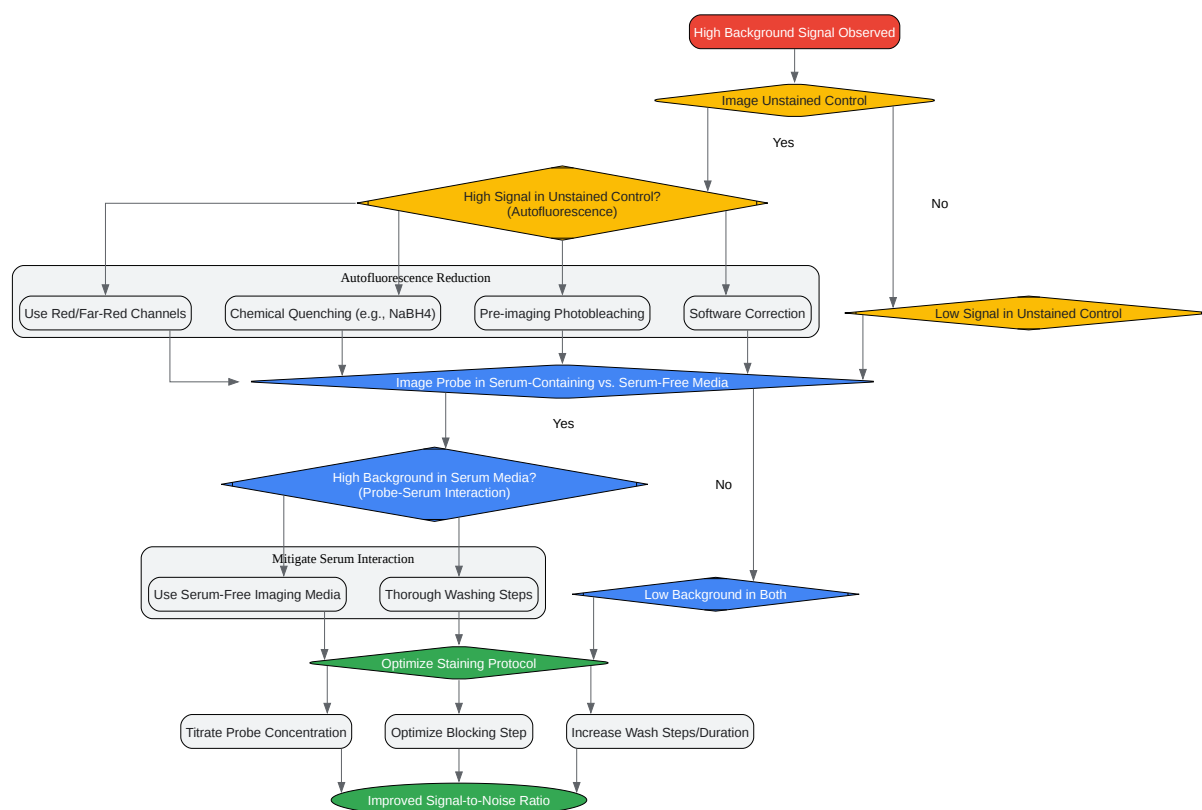 High Background Signal Observed
Image Unstained Control
Yes
High Signal in Unstained Control?
(Autofluorescence)
No
Autofluorescence Reduction
Use Red/Far-Red Channels
Chemical Quenching (e.g., NaBH4)
Pre-imaging Photobleaching
Software Correction
Low Signal in Unstained Control
Image Probe in Serum-Containing vs. Serum-Free Media
Yes
High Background in Serum Media?
(Probe-Serum Interaction)
No
Mitigate Serum Interaction
Use Serum-Free Imaging Media
Thorough Washing Steps
Low Background in Both
Optimize Staining Protocol
Titrate Probe Concentration
Optimize Blocking Step
Increase Wash Steps/Duration
Improved Signal-to-Noise Ratio